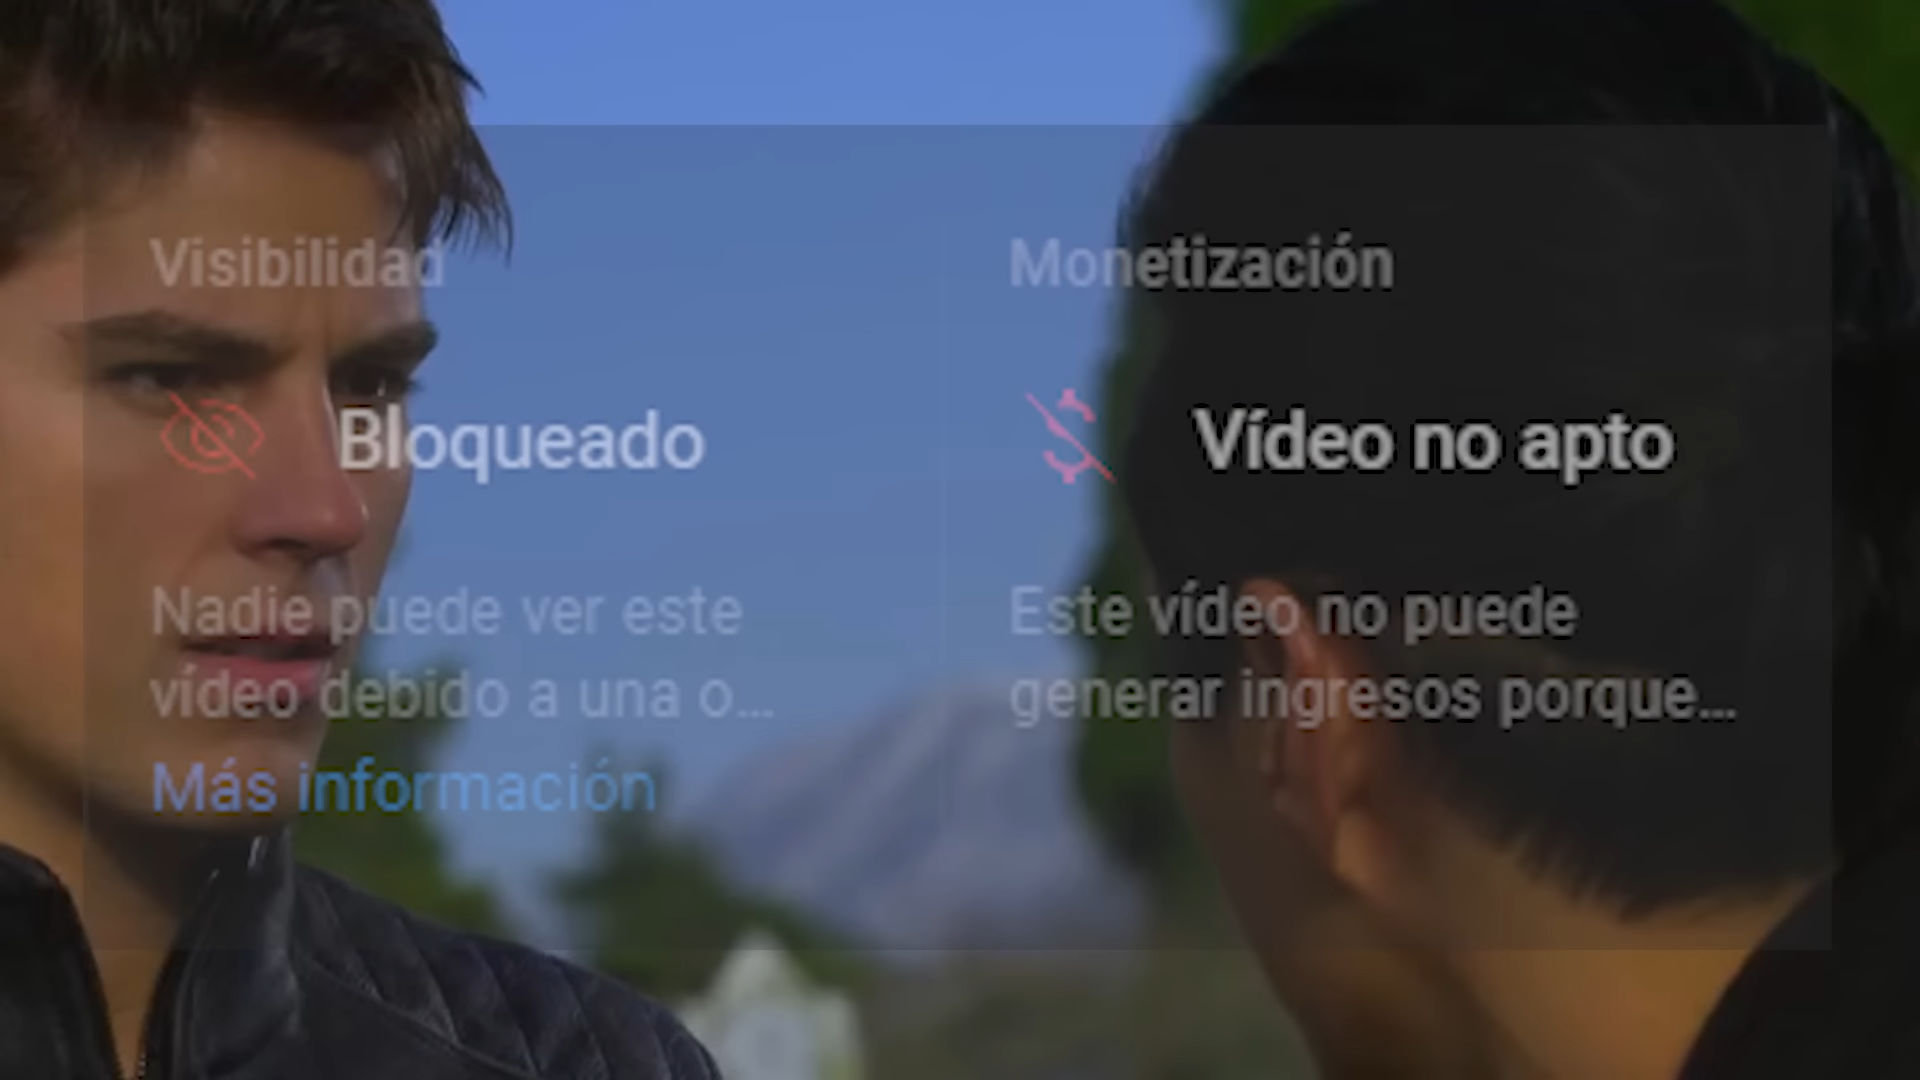 Visibilidad
Monetización
Bloqueado
Vídeo no apto
Nadie puede ver este
vídeo debido a una o...
Más información
Este vídeo no puede
generar ingresos porque...